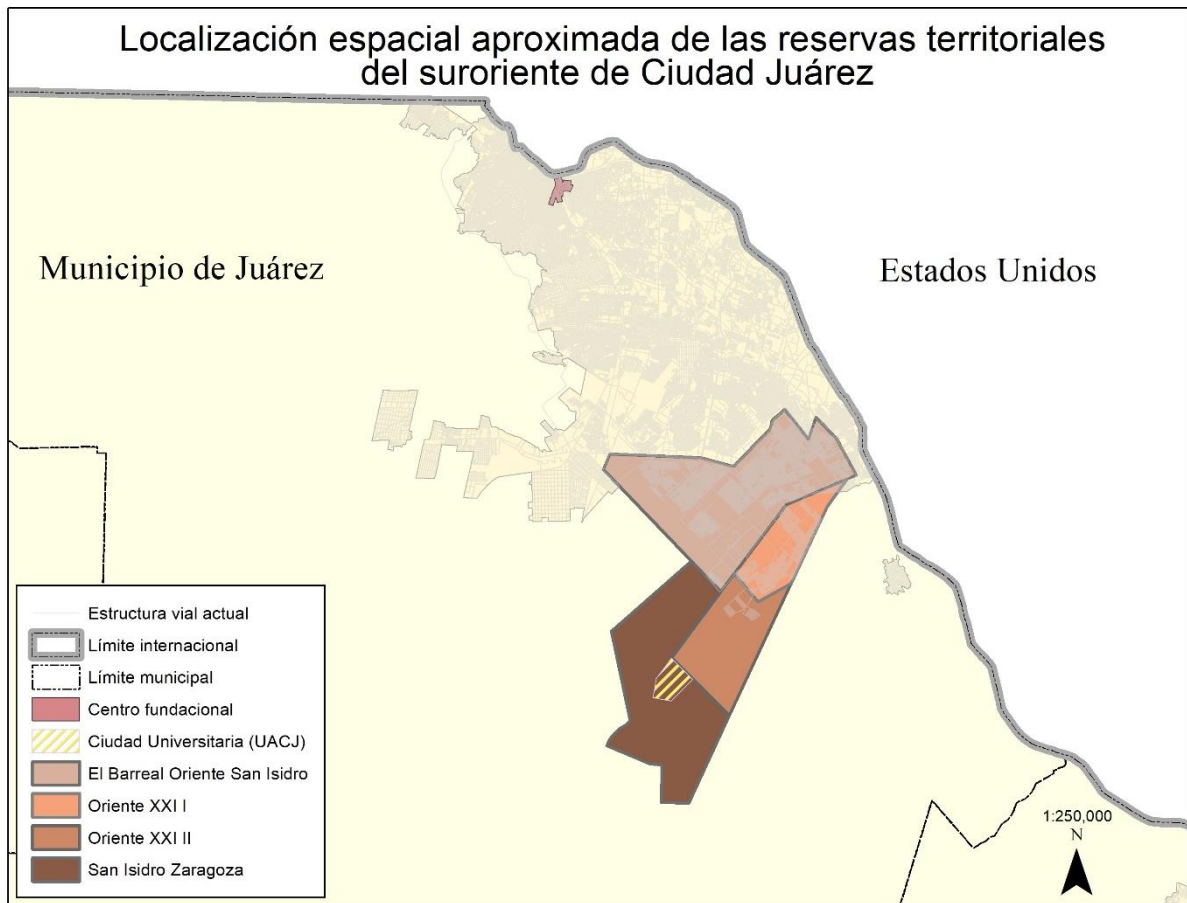 Localización espacial aproximada de las reservas territoriales
del suroriente de Ciudad Juárez
Municipio de Juárez
Estados Unidos
Estructura vial actual
Límite internacional
Límite municipal
Centro fundacional
Ciudad Universitaria (UACJ)
El Barreal Oriente San Isidro
Oriente XXI I
Oriente XXI II
San Isidro Zaragoza
1:250,000
N